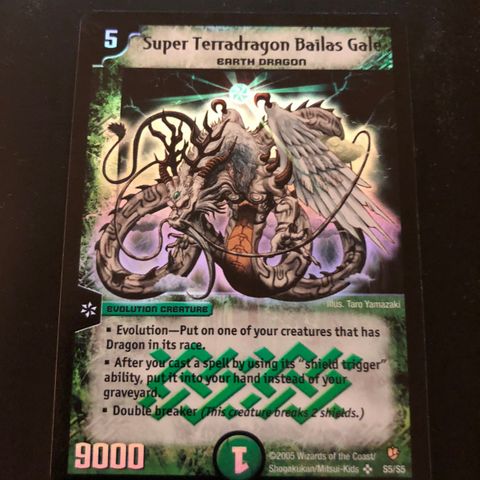 5
Super Terradragon Bailas Gale
EARTH DRAGON
Illus. Taro Yamazaki
EVOLUTION CREATURE
▪ Evolution—Put on one of your creatures that has
Dragon in its race.
▪ After you cast a spell by using its "shield trigger"
ability, put it into your hand instead of your
graveyard.
▪ Double breaker (This creature breaks 2 shields.)
9000
1
©2005 Wizards of the Coast/
Shogakukan/Mitsui-Kids
S5/S5